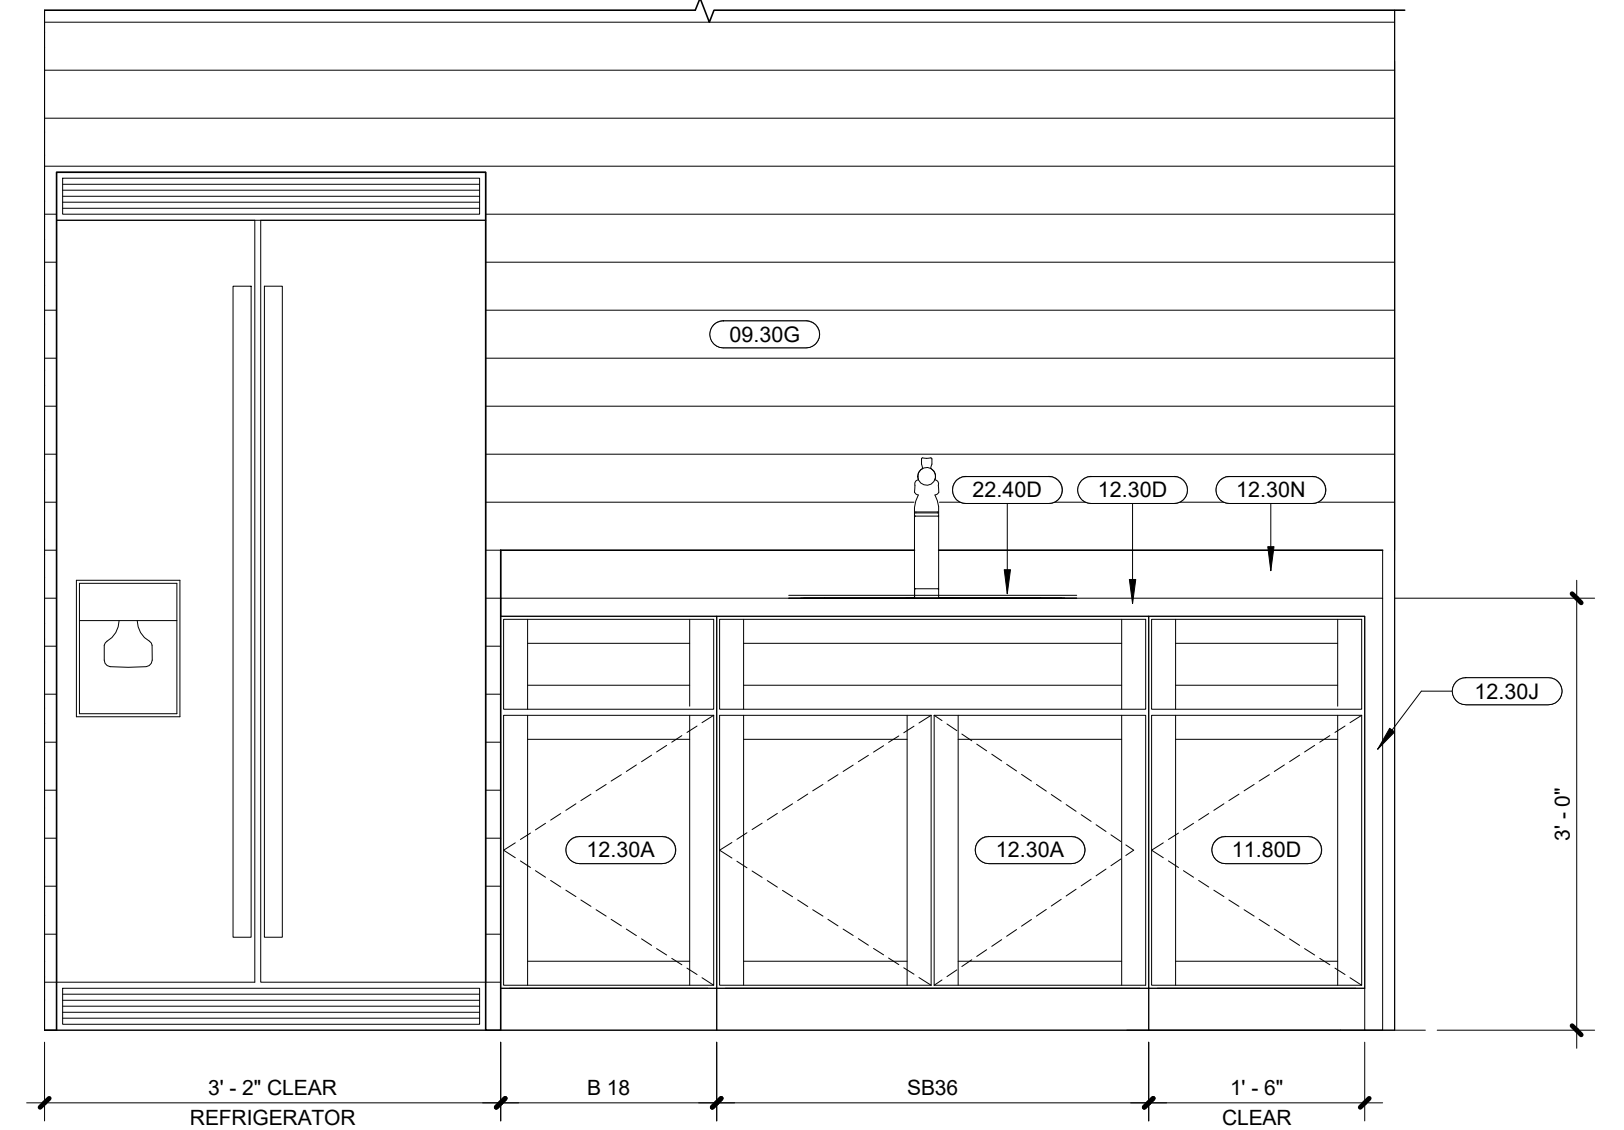 09.30G
22.40D
12.30D
12.30N
12.30J
3' - 0"
12.30A
12.30A
11.80D
3' - 2" CLEAR
REFRIGERATOR
B 18
SB36
1' - 6"
CLEAR